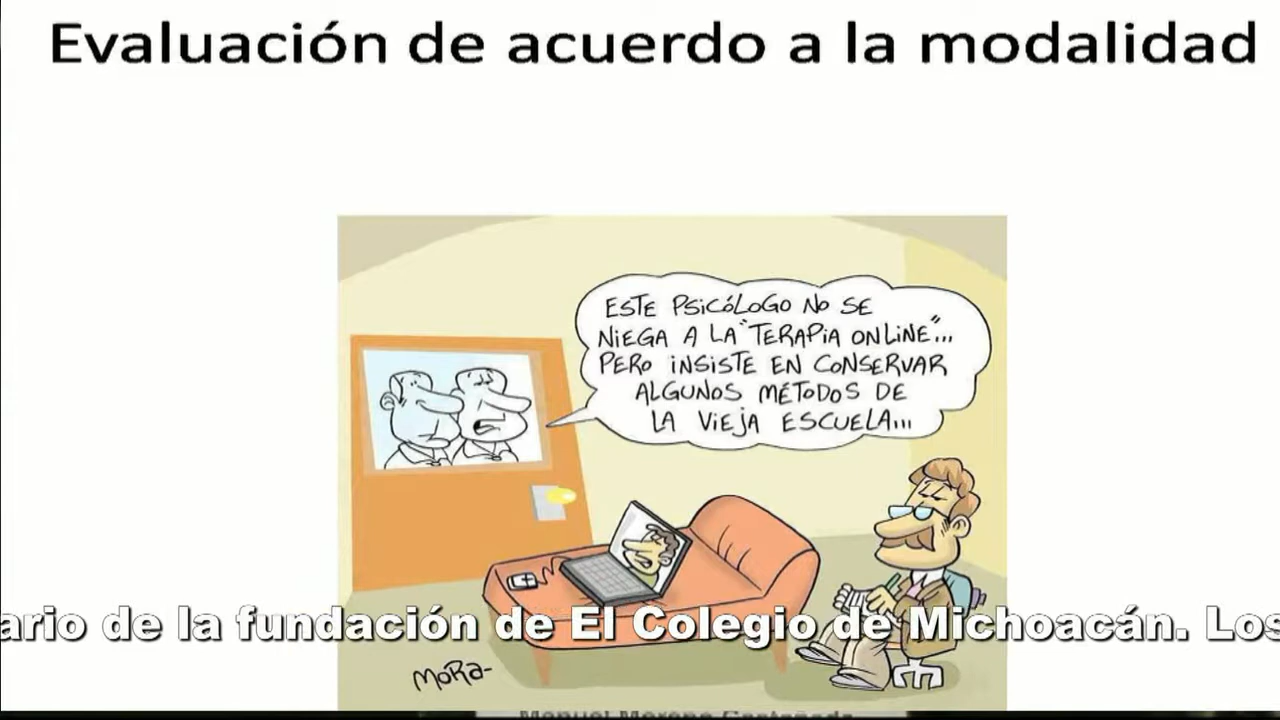 Evaluación de acuerdo a la modalidad
ESTE PSICÓLOGO NO SE
NIEGA A LA "TERAPIA ONLINE"...
PERO INSISTE EN CONSERVAR
ALGUNOS MÉTODOS DE
LA VIEJA ESCUELA...
ario de la fundación de El Colegio de Michoacán. Los
MORA-